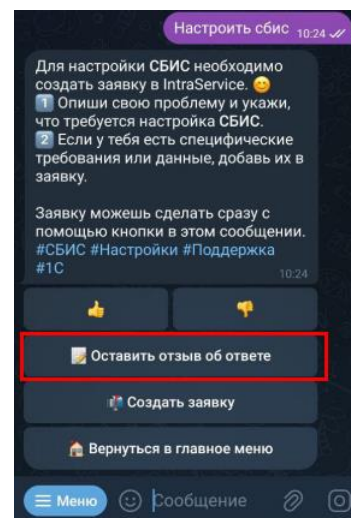 Настроить сбис 10:24
Для настройки СБИС необходимо
создать заявку в IntraService. 😊
1️⃣ Опиши свою проблему и укажи,
что требуется настройка СБИС.
2️⃣ Если у тебя есть специфические
требования или данные, добавь их в
заявку.
Заявку можешь сделать сразу с
помощью кнопки в этом сообщении.
#СБИС #Настройки #Поддержка
#1С 10:24
👍 👎
📝 Оставить отзыв об ответе
📬 Создать заявку
🏠 Вернуться в главное меню
Меню Сообщение